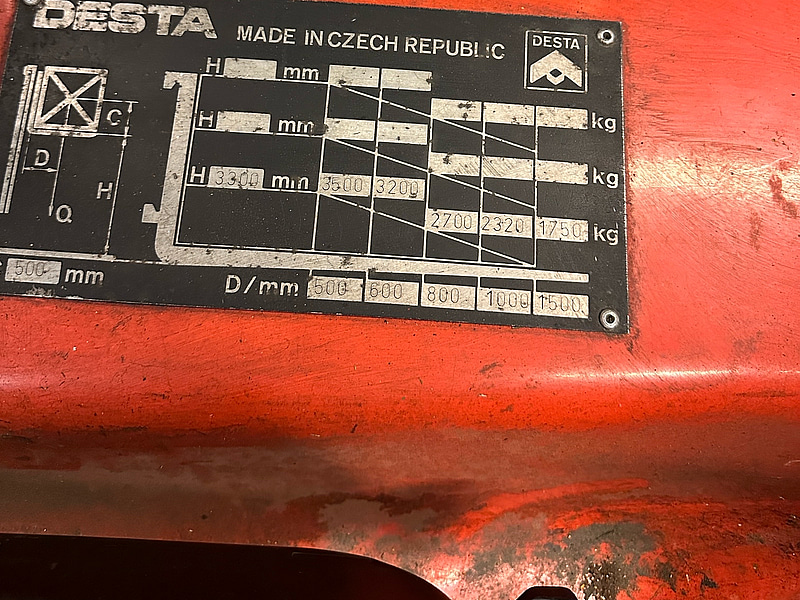 DESTA
MADE IN CZECH REPUBLIC
DESTA
H mm
C
H mm kg
D H
H 3300 mm 3500 3200 kg
Q
2700 2320 1750 kg
500 mm
D/mm 500 600 800 1000 1500